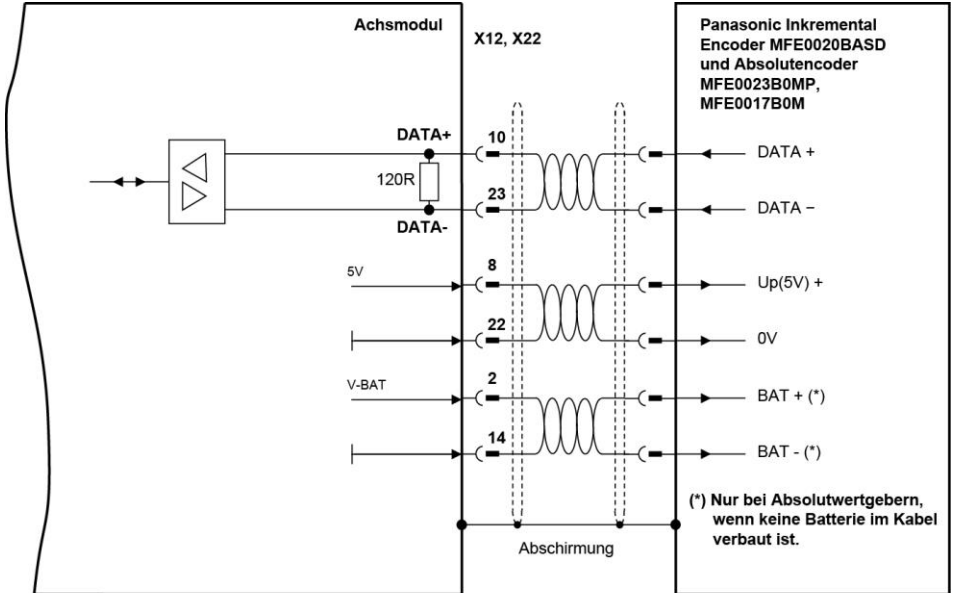 Achsmodul
X12, X22
Panasonic Inkremental
Encoder MFE0020BASD
und Absolutencoder
MFE0023B0MP,
MFE0017B0M
DATA+
10
DATA +
120R
23
DATA −
DATA-
5V
8
Up(5V) +
22
0V
V-BAT
2
BAT + (*)
14
BAT - (*)
(*) Nur bei Absolutwertgebern,
wenn keine Batterie im Kabel
verbaut ist.
Abschirmung